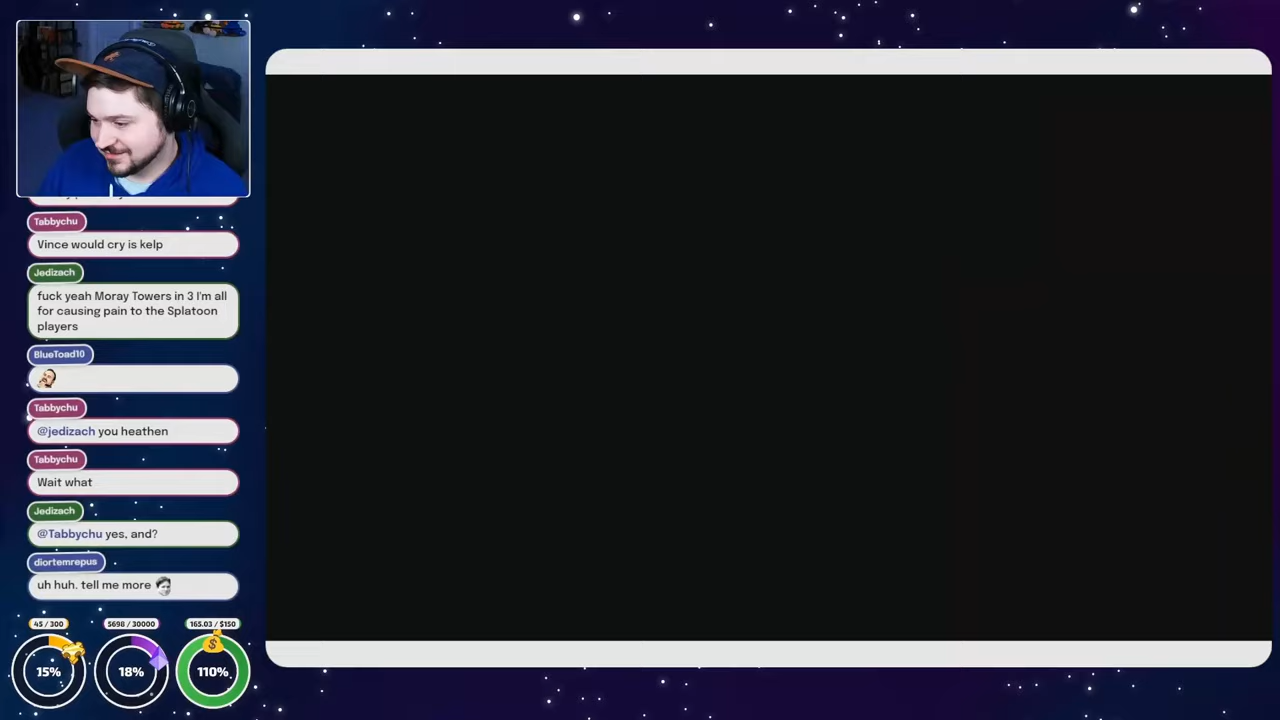 Tabbychu
Vince would cry is kelp
Jedizach
fuck yeah Moray Towers in 3 I'm all
for causing pain to the Splatoon
players
BlueToad10
Tabbychu
@jedizach you heathen
Tabbychu
Wait what
Jedizach
@Tabbychu yes, and?
diortemrepus
uh huh. tell me more
45 / 300
5698 / 30000
165.03 / $150
15%
18%
110%